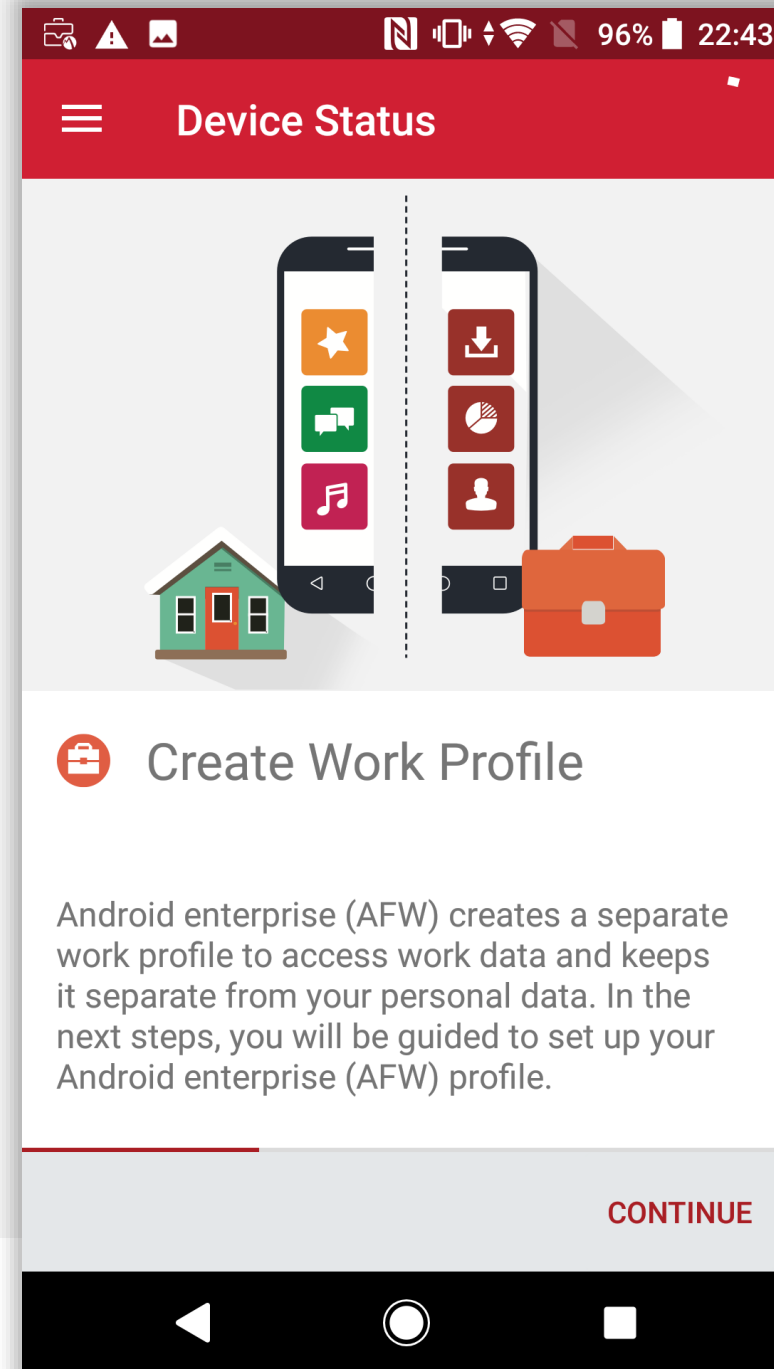 96% 22:43
Device Status
Create Work Profile
Android enterprise (AFW) creates a separate
work profile to access work data and keeps
it separate from your personal data. In the
next steps, you will be guided to set up your
Android enterprise (AFW) profile.
CONTINUE